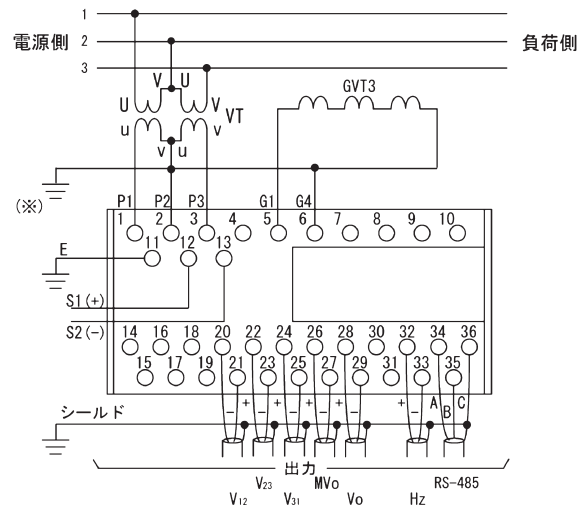 1
電源側 2 負荷側
3
V U
GVT3
U V
VT
u v
v u
(※)
P1 P2 P3 G1 G4
1 2 3 4 5 6 7 8 9 10
11 12 13
E
S1(+)
S2(-)
14 16 18 20 22 24 26 28 30 32 34 36
15 17 19 21 23 25 27 29 31 33 35
+ + + + + A C
- - - - - - B
シールド
出力
V23 MVo RS-485
V12 V31 Vo Hz